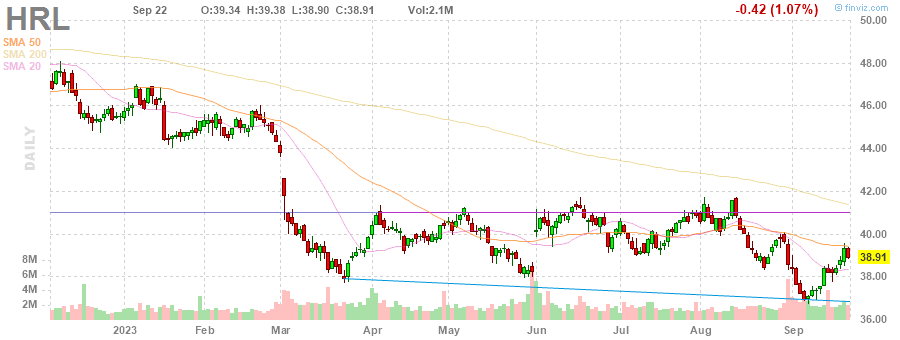 HRL Sep 22 O:39.34 H:39.38 L:38.90 C:38.91 Vol:2.1M -0.42 (1.07%) © finviz.com
SMA 50
SMA 200
SMA 20
DAILY
50.00
48.00
46.00
44.00
42.00
40.00
38.91
38.00
36.00
8M
6M
4M
2M
2023 Feb Mar Apr May Jun Jul Aug Sep